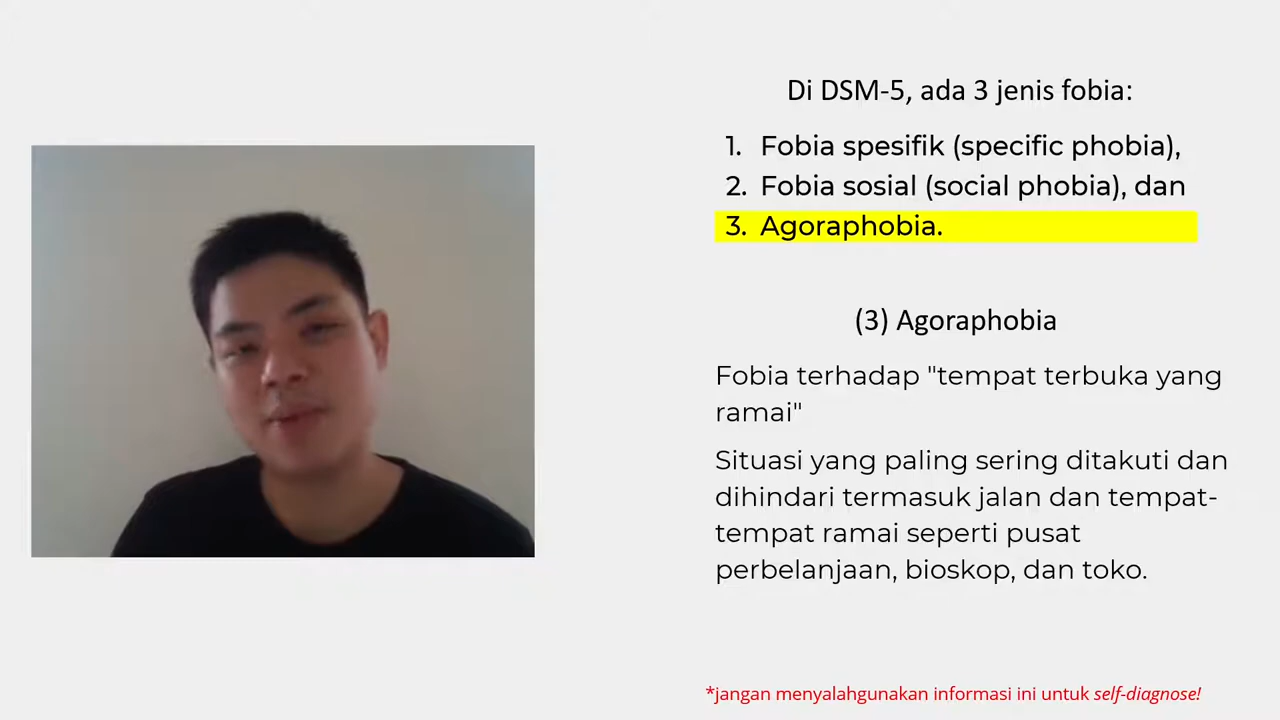 Di DSM-5, ada 3 jenis fobia:
1. Fobia spesifik (specific phobia),
2. Fobia sosial (social phobia), dan
3. Agoraphobia.
(3) Agoraphobia
Fobia terhadap "tempat terbuka yang
ramai"
Situasi yang paling sering ditakuti dan
dihindari termasuk jalan dan tempat-
tempat ramai seperti pusat
perbelanjaan, bioskop, dan toko.
*jangan menyalahgunakan informasi ini untuk self-diagnose!